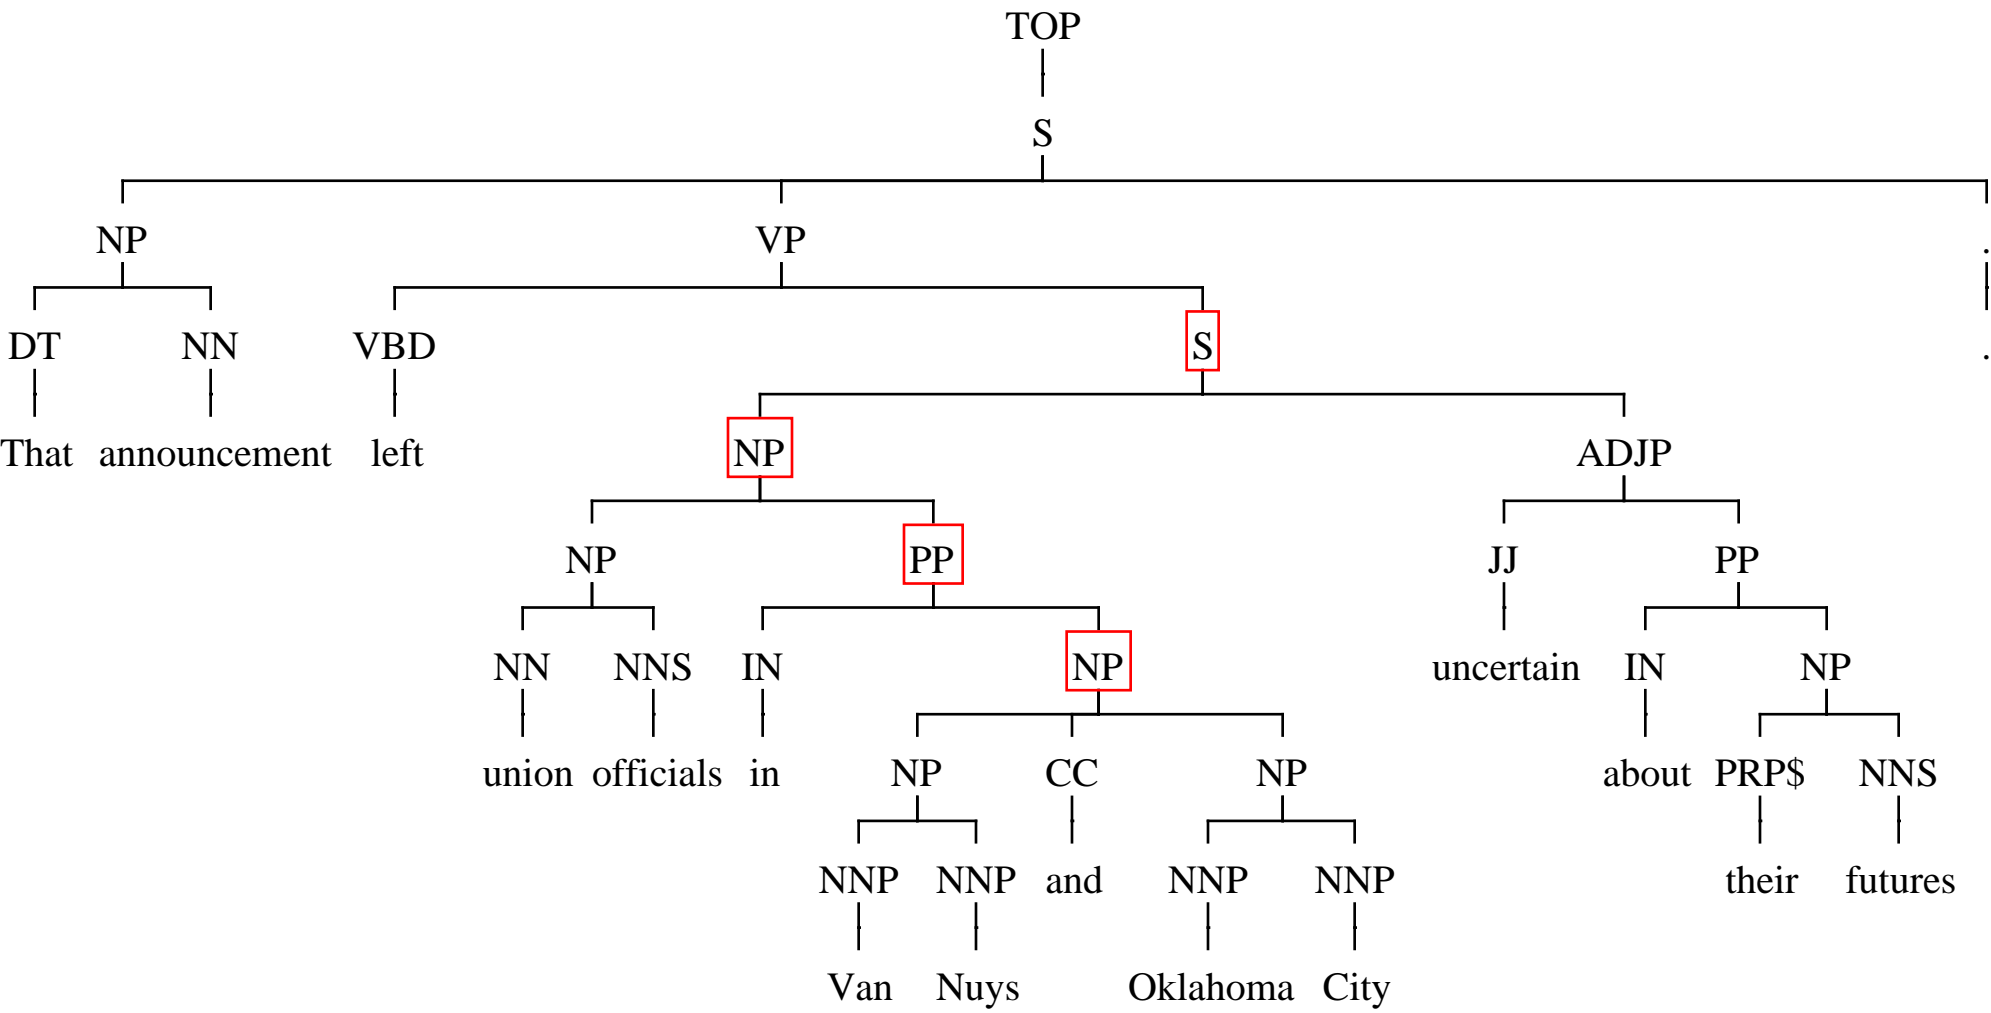 TOP
S
NP VP .
DT NN VBD S .
That announcement left NP ADJP
NP PP JJ PP
NN NNS IN NP uncertain IN NP
union officials in NP CC NP about PRP$ NNS
NNP NNP and NNP NNP their futures
Van Nuys Oklahoma City